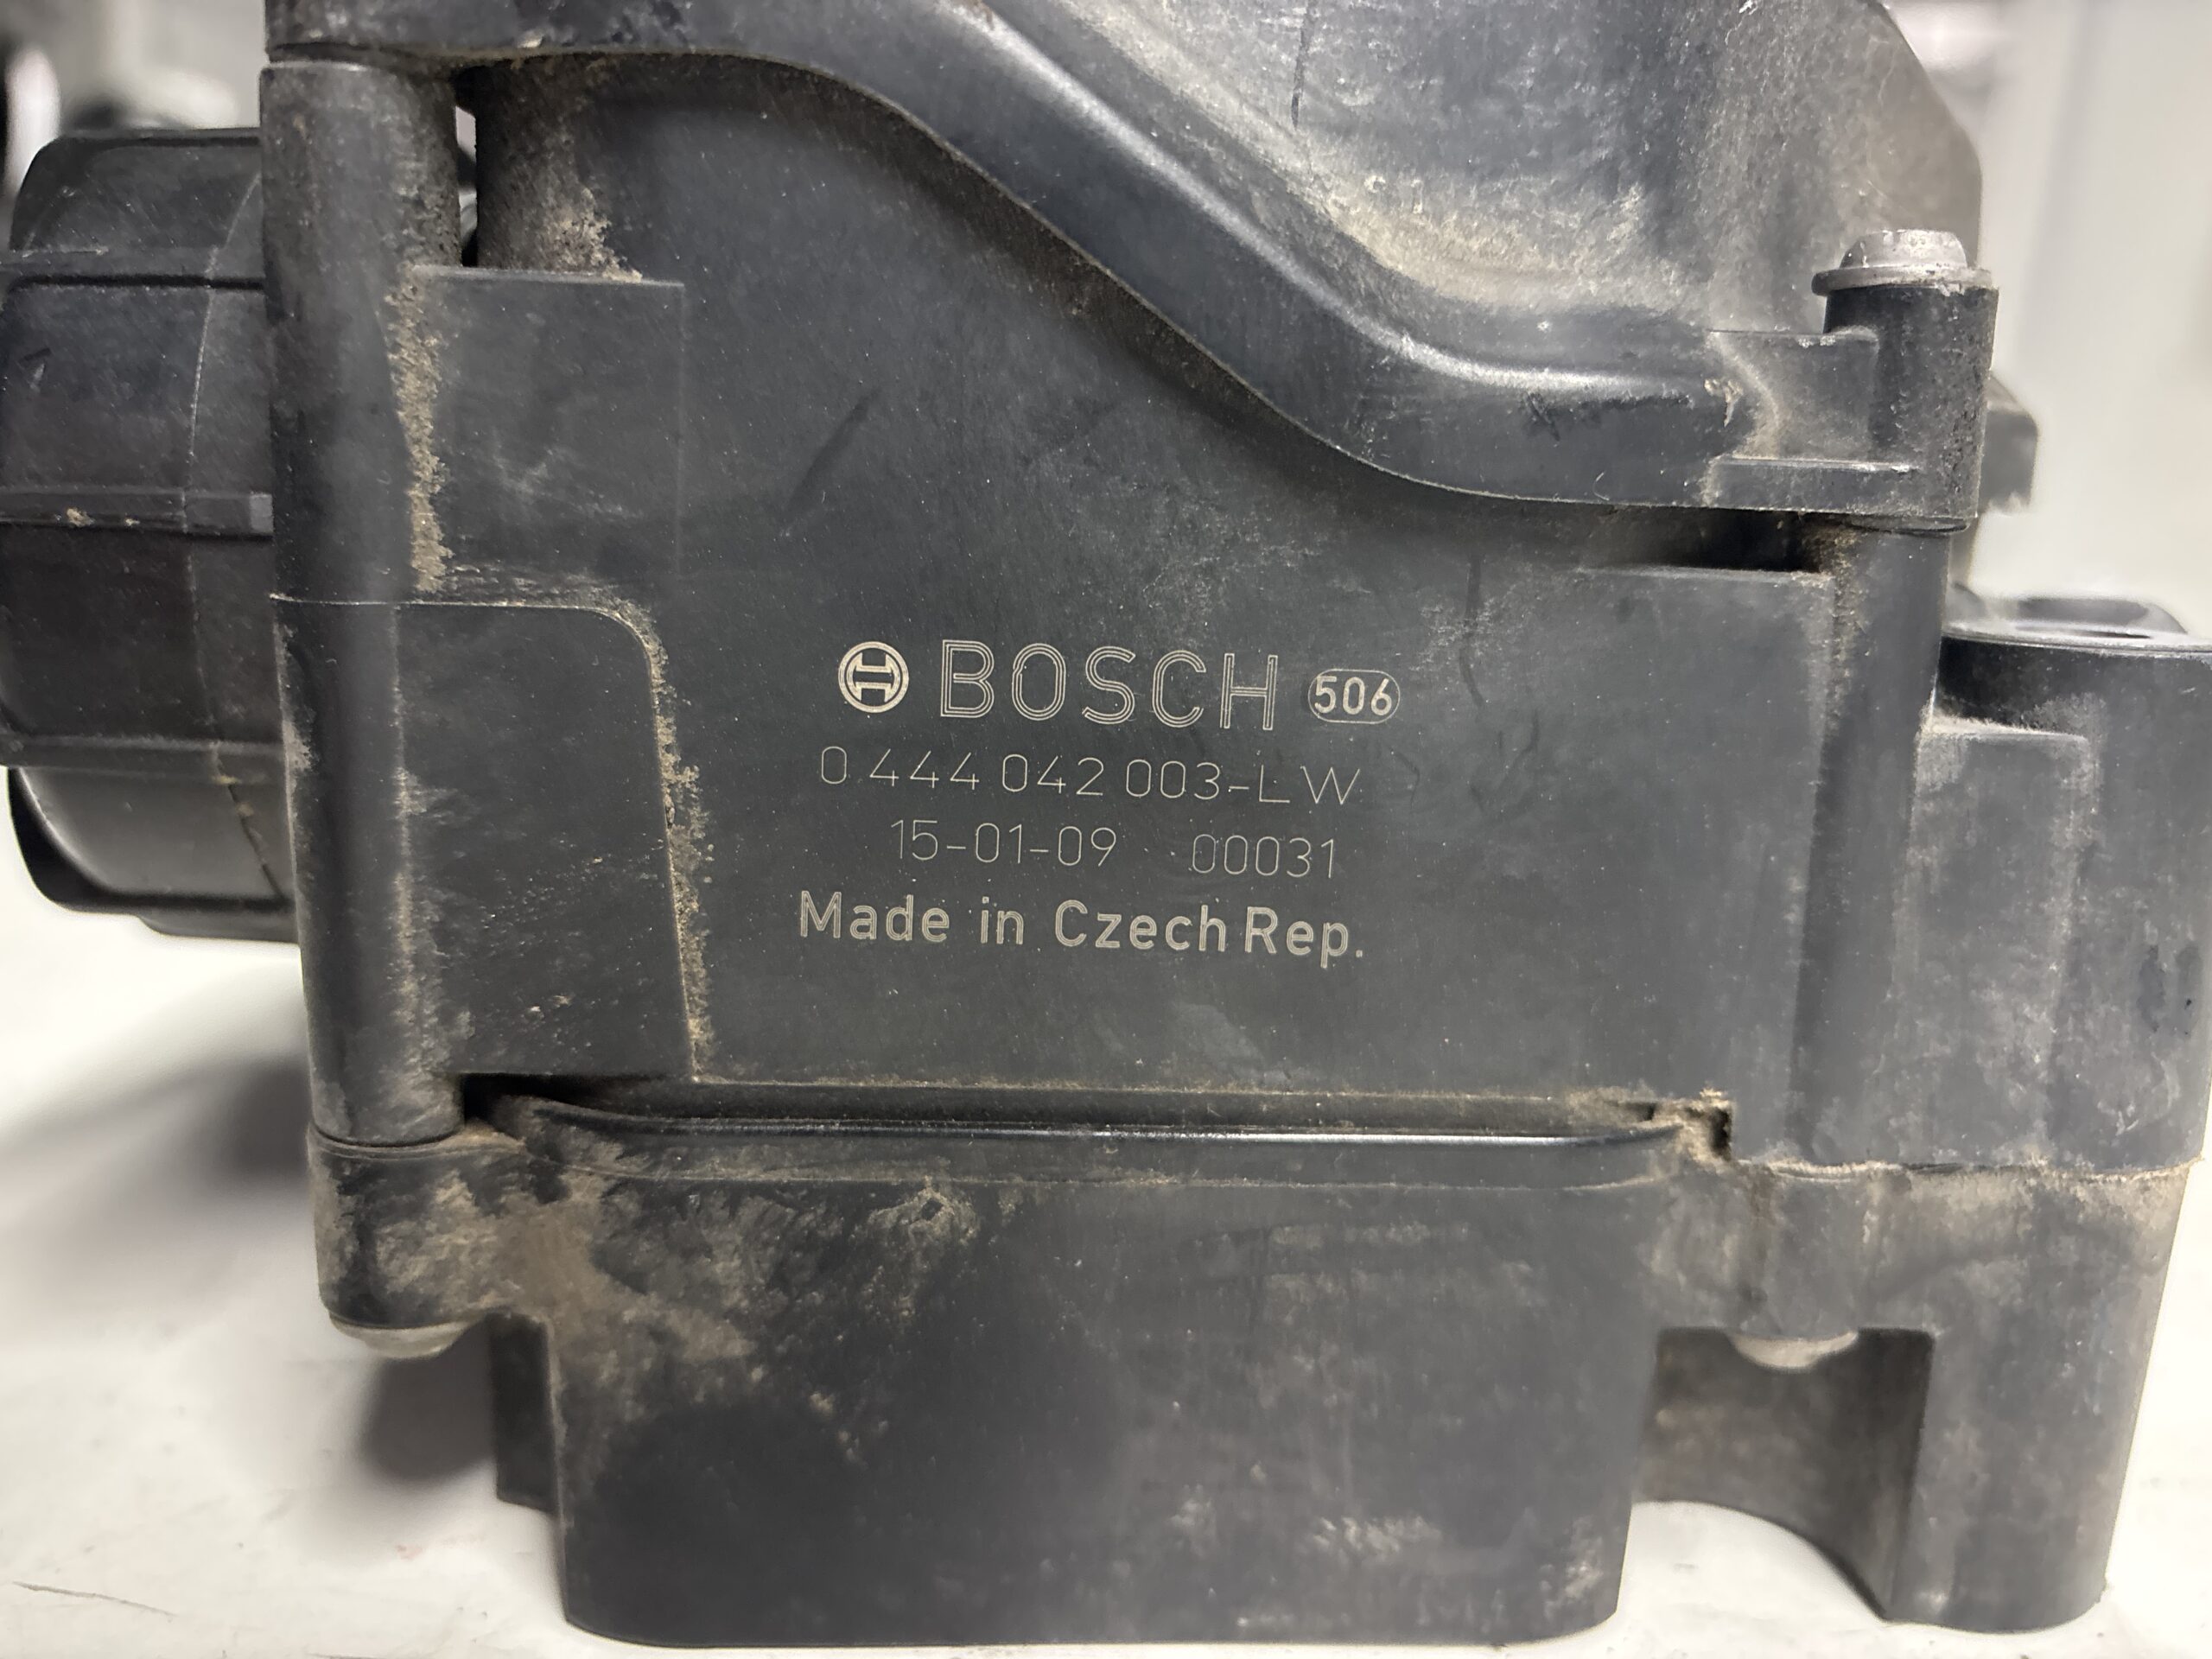 BOSCH 506
0 444 042 003-LW
15-01-09 00031
Made in Czech Rep.